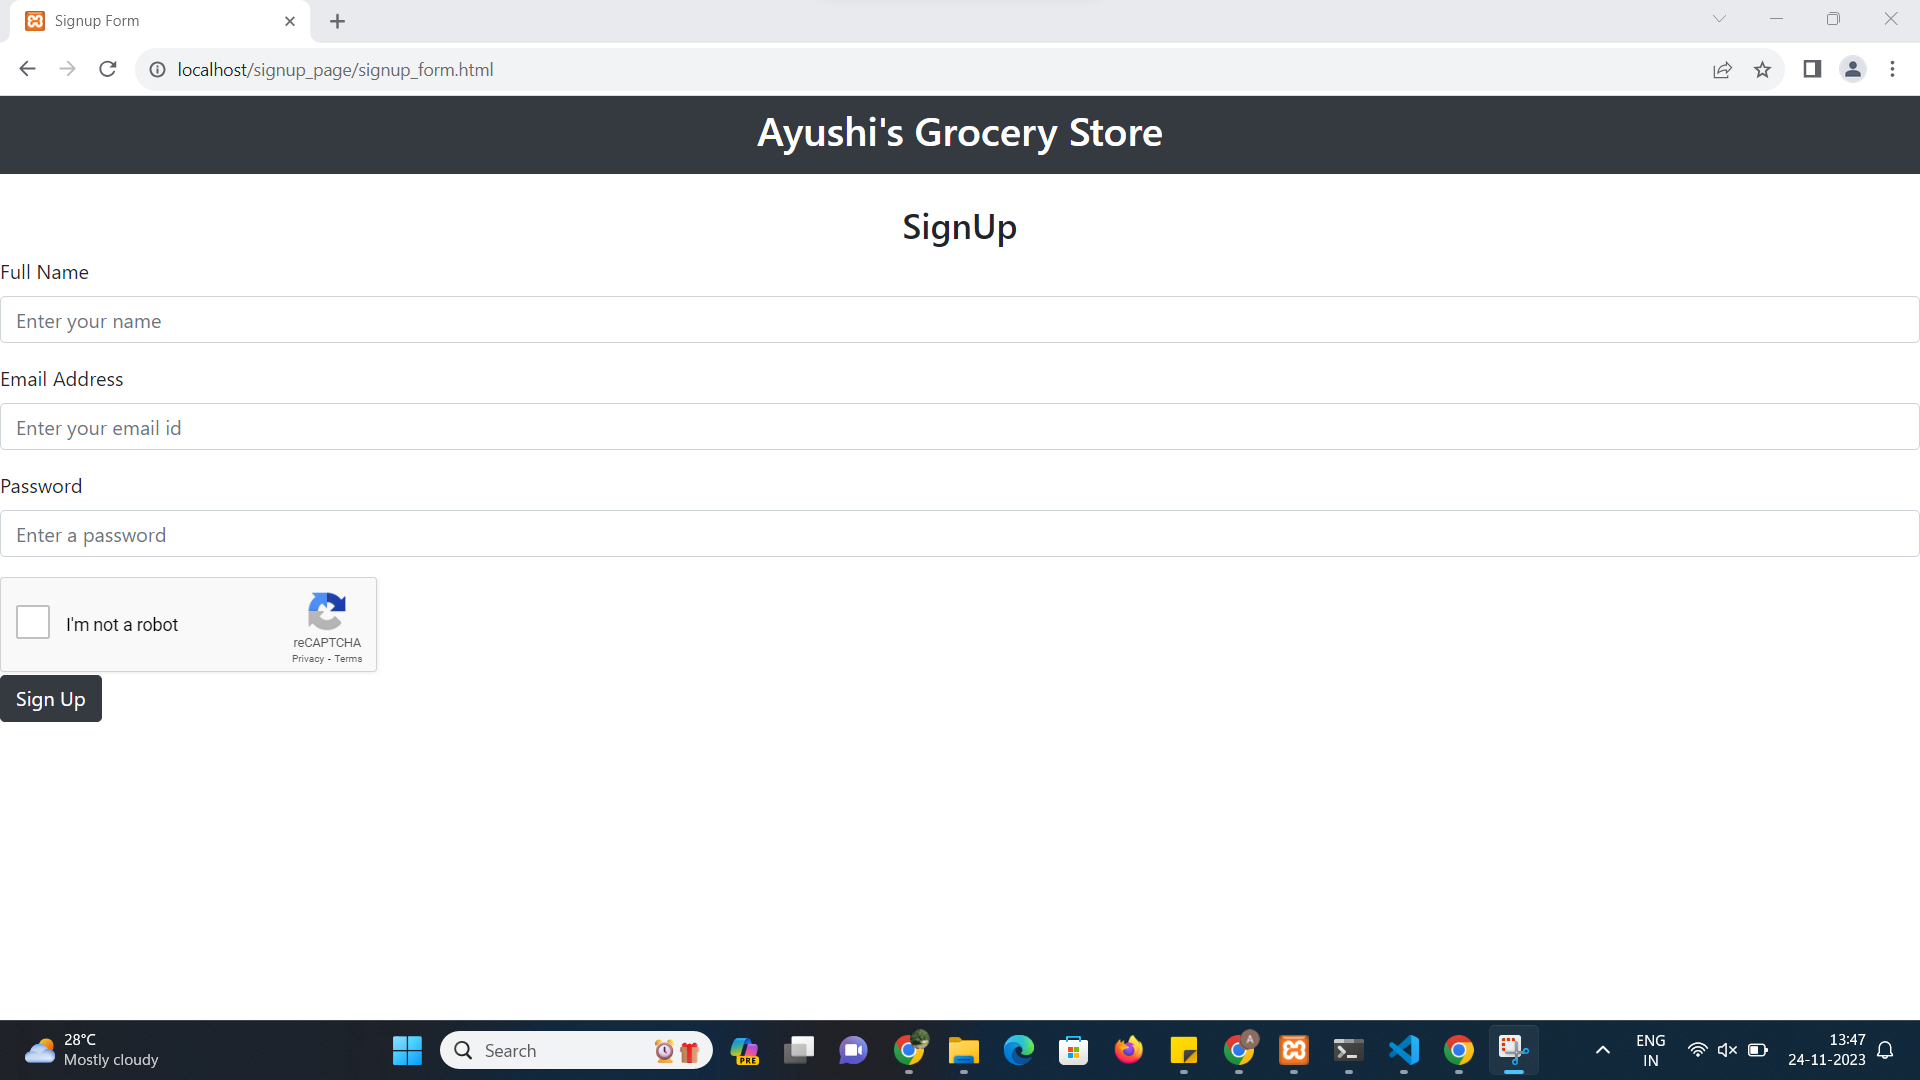 Signup Form
localhost/signup_page/signup_form.html
Ayushi's Grocery Store
SignUp
Full Name
Enter your name
Email Address
Enter your email id
Password
Enter a password
I'm not a robot
reCAPTCHA
Privacy - Terms
Sign Up
28°C
Mostly cloudy
Search
PRE
A
ENG
IN
13:47
24-11-2023